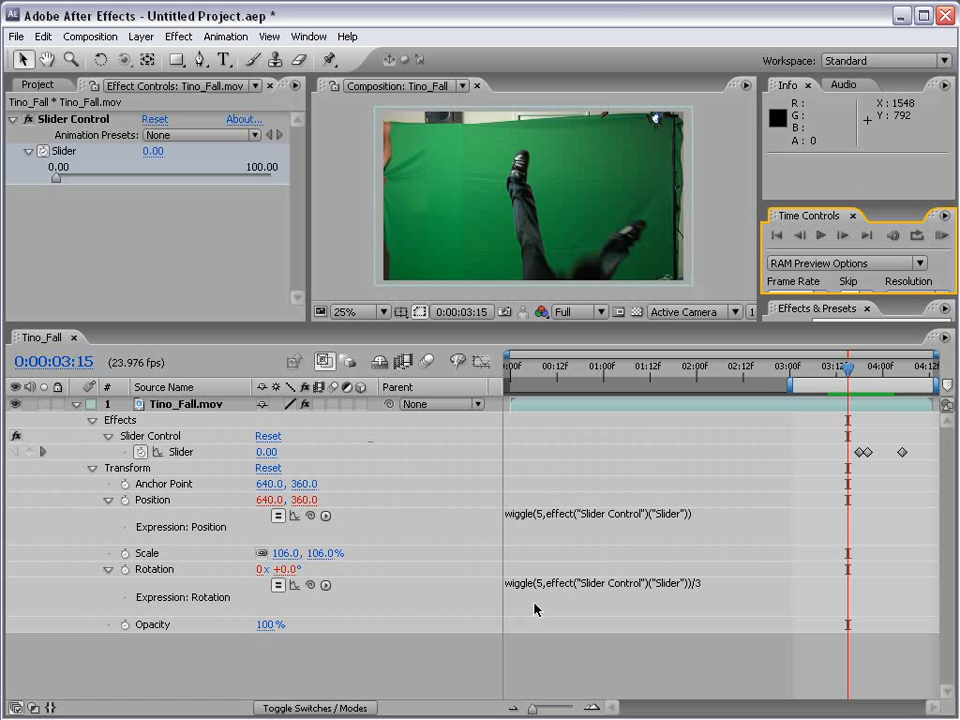 Adobe After Effects - Untitled Project.aep *
File Edit Composition Layer Effect Animation View Window Help
Workspace: Standard
Project Effect Controls: Tino_Fall.mov
Composition: Tino_Fall
Info Audio
Tino_Fall * Tino_Fall.mov
Slider Control Reset About...
Animation Presets: None
Slider 0.00
0.00 100.00
R :
G :
B :
A : 0
X : 1548
Y : 792
Time Controls
RAM Preview Options
Frame Rate Skip Resolution
Effects & Presets
25% 0:00:03:15 Full Active Camera 1
Tino_Fall
0:00:03:15 (23.976 fps)
:00F 00:12F 01:00F 01:12F 02:00F 02:12F 03:00F 03:12F 04:00F 04:12F
# Source Name Parent
1 Tino_Fall.mov None
Effects
Slider Control Reset
Slider 0.00
Transform Reset
Anchor Point 640.0, 360.0
Position 640.0, 360.0
Expression: Position wiggle(5,effect("Slider Control")("Slider"))
Scale 106.0, 106.0%
Rotation 0x +0.0°
Expression: Rotation wiggle(5,effect("Slider Control")("Slider"))/3
Opacity 100%
Toggle Switches / Modes